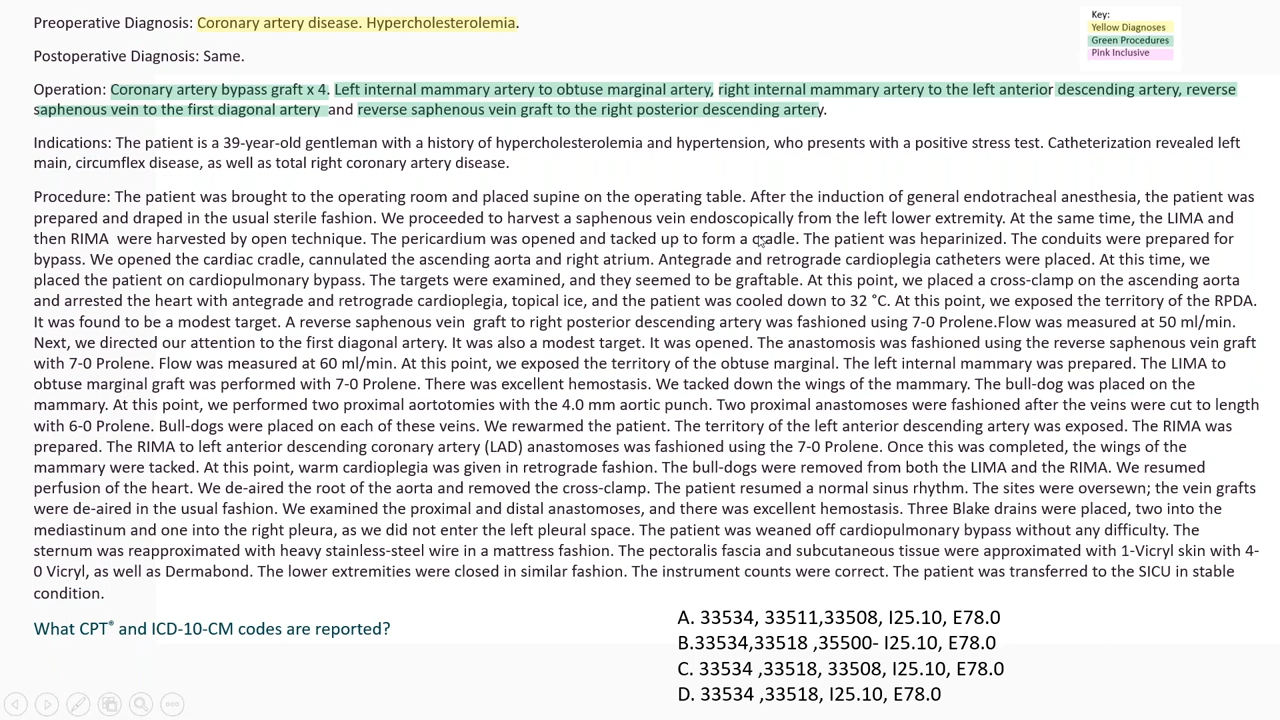 Preoperative Diagnosis: Coronary artery disease. Hypercholesterolemia.
Key:
Yellow Diagnoses
Green Procedures
Pink Inclusive
Postoperative Diagnosis: Same.
Operation: Coronary artery bypass graft x 4. Left internal mammary artery to obtuse marginal artery, right internal mammary artery to the left anterior descending artery, reverse
saphenous vein to the first diagonal artery and reverse saphenous vein graft to the right posterior descending artery.
Indications: The patient is a 39-year-old gentleman with a history of hypercholesterolemia and hypertension, who presents with a positive stress test. Catheterization revealed left
main, circumflex disease, as well as total right coronary artery disease.
Procedure: The patient was brought to the operating room and placed supine on the operating table. After the induction of general endotracheal anesthesia, the patient was
prepared and draped in the usual sterile fashion. We proceeded to harvest a saphenous vein endoscopically from the left lower extremity. At the same time, the LIMA and
then RIMA were harvested by open technique. The pericardium was opened and tacked up to form a cradle. The patient was heparinized. The conduits were prepared for
bypass. We opened the cardiac cradle, cannulated the ascending aorta and right atrium. Antegrade and retrograde cardioplegia catheters were placed. At this time, we
placed the patient on cardiopulmonary bypass. The targets were examined, and they seemed to be graftable. At this point, we placed a cross-clamp on the ascending aorta
and arrested the heart with antegrade and retrograde cardioplegia, topical ice, and the patient was cooled down to 32 °C. At this point, we exposed the territory of the RPDA.
It was found to be a modest target. A reverse saphenous vein graft to right posterior descending artery was fashioned using 7-0 Prolene.Flow was measured at 50 ml/min.
Next, we directed our attention to the first diagonal artery. It was also a modest target. It was opened. The anastomosis was fashioned using the reverse saphenous vein graft
with 7-0 Prolene. Flow was measured at 60 ml/min. At this point, we exposed the territory of the obtuse marginal. The left internal mammary was prepared. The LIMA to
obtuse marginal graft was performed with 7-0 Prolene. There was excellent hemostasis. We tacked down the wings of the mammary. The bull-dog was placed on the
mammary. At this point, we performed two proximal aortotomies with the 4.0 mm aortic punch. Two proximal anastomoses were fashioned after the veins were cut to length
with 6-0 Prolene. Bull-dogs were placed on each of these veins. We rewarmed the patient. The territory of the left anterior descending artery was exposed. The RIMA was
prepared. The RIMA to left anterior descending coronary artery (LAD) anastomoses was fashioned using the 7-0 Prolene. Once this was completed, the wings of the
mammary were tacked. At this point, warm cardioplegia was given in retrograde fashion. The bull-dogs were removed from both the LIMA and the RIMA. We resumed
perfusion of the heart. We de-aired the root of the aorta and removed the cross-clamp. The patient resumed a normal sinus rhythm. The sites were oversewn; the vein grafts
were de-aired in the usual fashion. We examined the proximal and distal anastomoses, and there was excellent hemostasis. Three Blake drains were placed, two into the
mediastinum and one into the right pleura, as we did not enter the left pleural space. The patient was weaned off cardiopulmonary bypass without any difficulty. The
sternum was reapproximated with heavy stainless-steel wire in a mattress fashion. The pectoralis fascia and subcutaneous tissue were approximated with 1-Vicryl skin with 4-
0 Vicryl, as well as Dermabond. The lower extremities were closed in similar fashion. The instrument counts were correct. The patient was transferred to the SICU in stable
condition.
What CPT® and ICD-10-CM codes are reported?
A. 33534, 33511,33508, I25.10, E78.0
B.33534,33518 ,35500- I25.10, E78.0
C. 33534 ,33518, 33508, I25.10, E78.0
D. 33534 ,33518, I25.10, E78.0